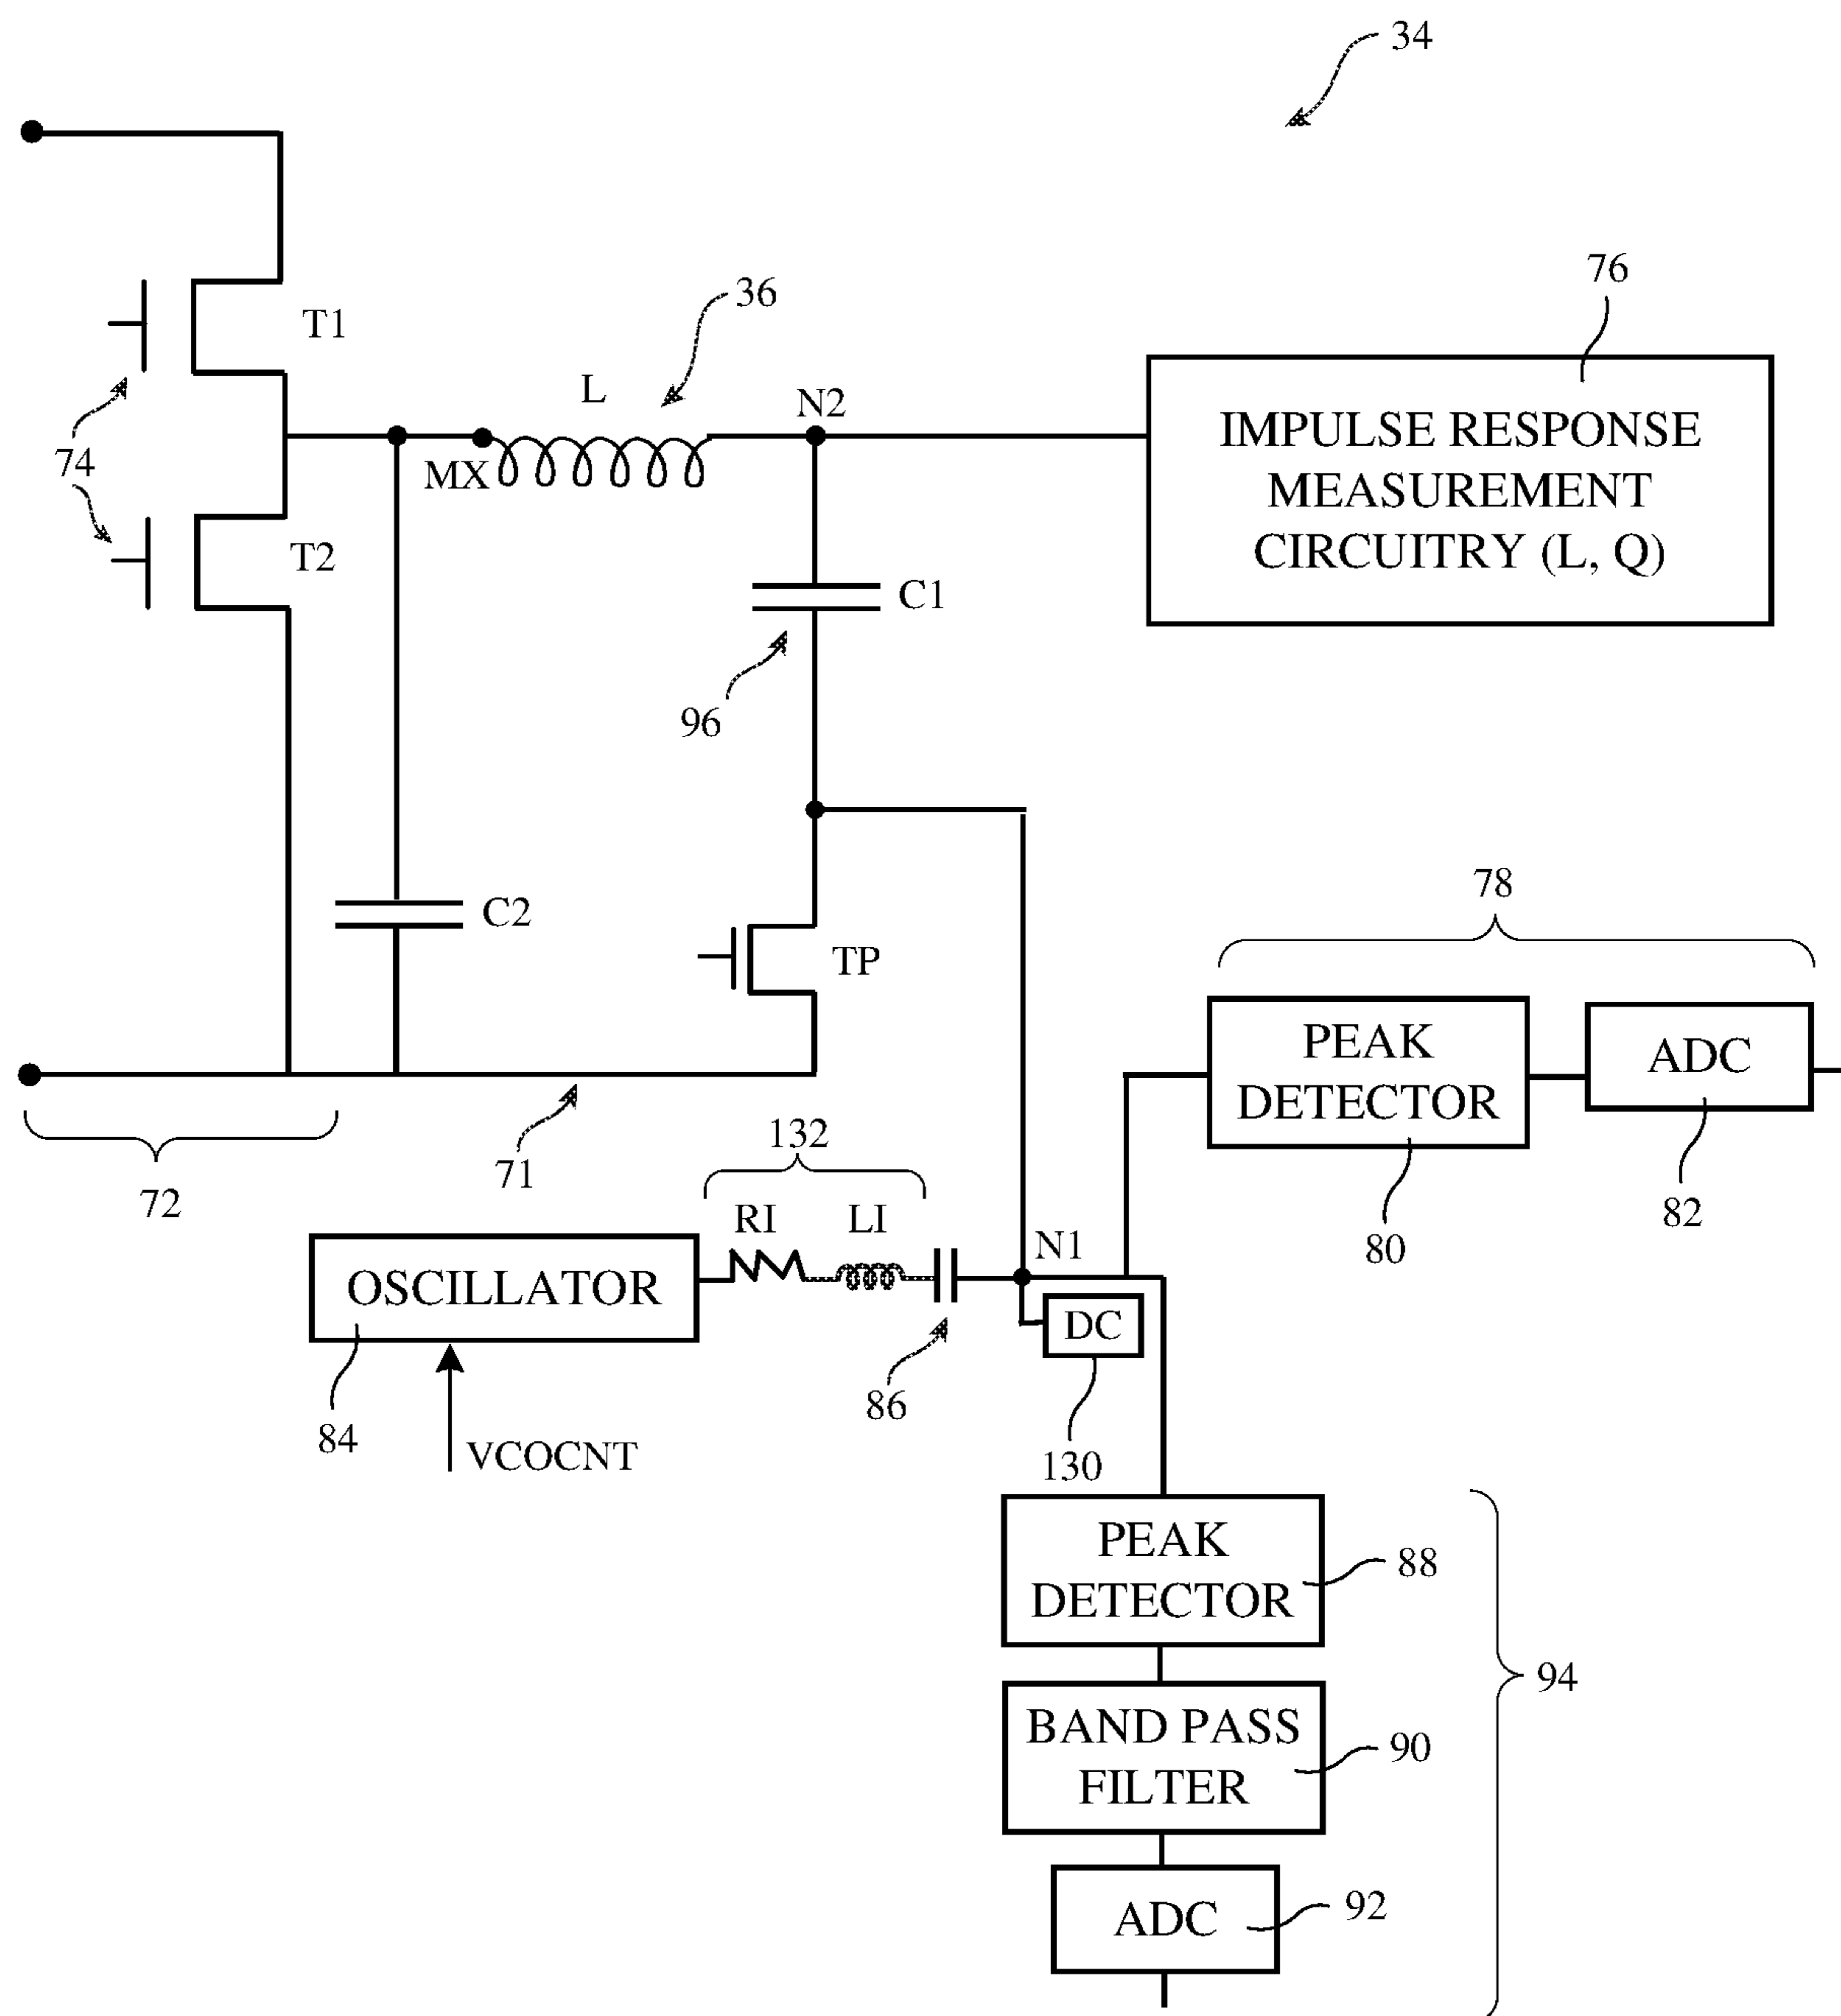 34
T1
74
T2
L
36
MX
N2
76
IMPULSE RESPONSE
MEASUREMENT
CIRCUITRY (L, Q)
C1
96
C2
TP
78
PEAK
DETECTOR
80
ADC
82
72
71
132
RI
LI
N1
OSCILLATOR
84
VCOCNT
86
DC
130
PEAK
DETECTOR
88
BAND PASS
FILTER
90
ADC
92
94